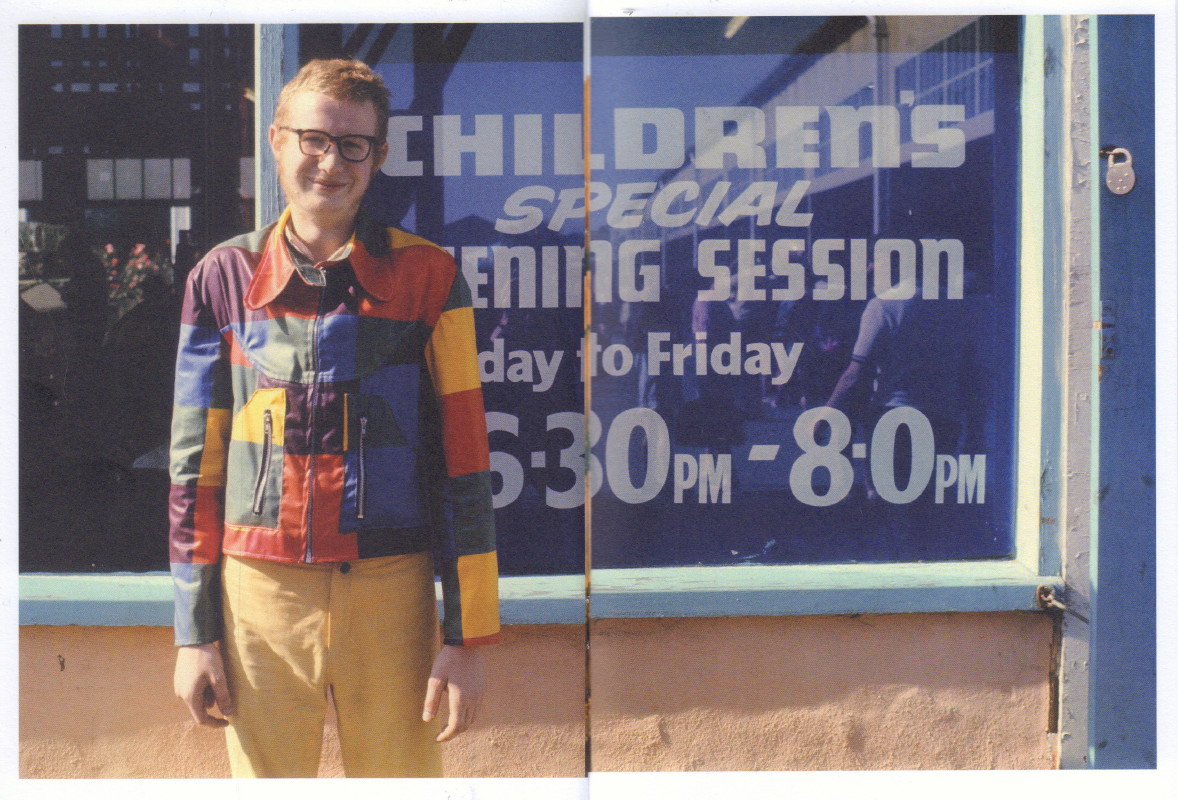 CHILDREN'S
SPECIAL
ENING SESSION
day to Friday
6·30PM - 8·0PM